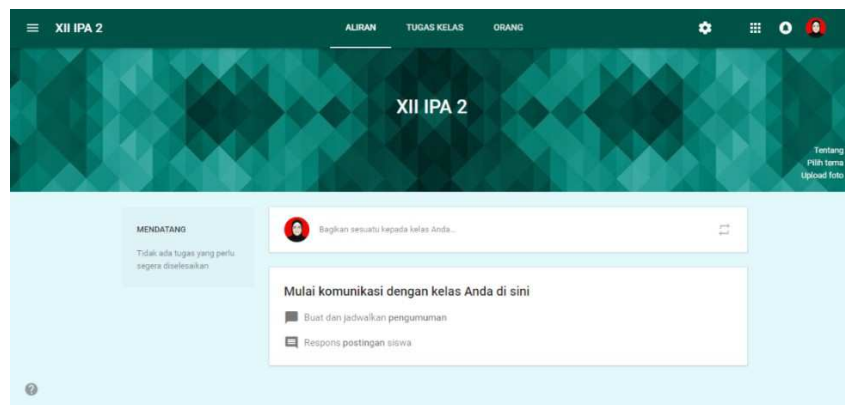 XII IPA 2
ALIRAN
TUGAS KELAS
ORANG
XII IPA 2
Tentang
Pilih tema
Upload foto
MENDATANG
Tidak ada tugas yang perlu
segera diselesaikan
Bagikan sesuatu kepada kelas Anda...
Mulai komunikasi dengan kelas Anda di sini
Buat dan jadwalkan pengumuman
Respons postingan siswa